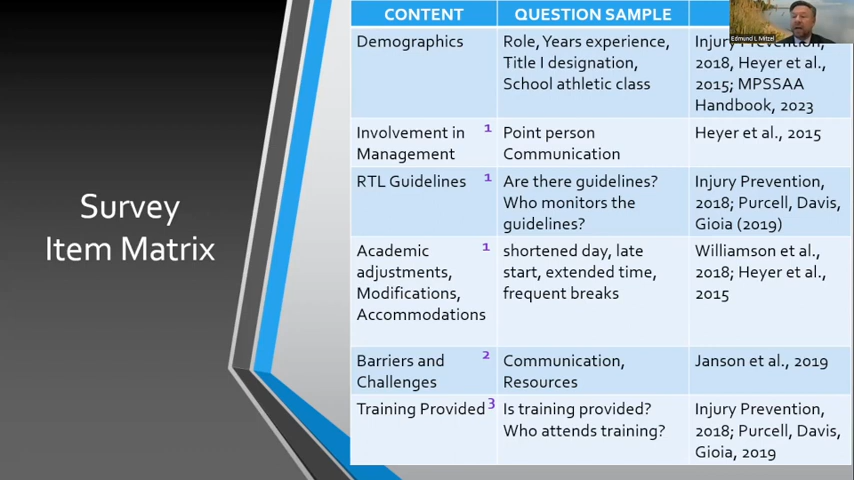 Survey
Item Matrix
CONTENT QUESTION SAMPLE
Edmund L Mitzel
Demographics
Role, Years experience,
Title I designation,
School athletic class
Injury Prevention,
2018, Heyer et al.,
2015; MPSSAA
Handbook, 2023
Involvement in 1
Management
Point person
Communication
Heyer et al., 2015
RTL Guidelines 1
Are there guidelines?
Who monitors the
guidelines?
Injury Prevention,
2018; Purcell, Davis,
Gioia (2019)
Academic 1
adjustments,
Modifications,
Accommodations
shortened day, late
start, extended time,
frequent breaks
Williamson et al.,
2018; Heyer et al.,
2015
Barriers and 2
Challenges
Communication,
Resources
Janson et al., 2019
Training Provided 3
Is training provided?
Who attends training?
Injury Prevention,
2018; Purcell, Davis,
Gioia, 2019